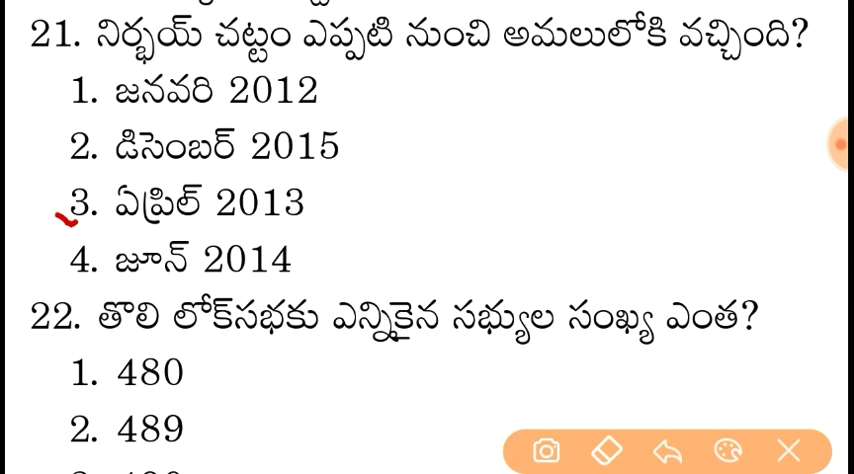 21. నిర్భయ్ చట్టం ఎప్పటి నుంచి అమలులోకి వచ్చింది?
1. జనవరి 2012
2. డిసెంబర్ 2015
3. ఏప్రిల్ 2013
4. జూన్ 2014
22. తొలి లోక్‌సభకు ఎన్నికైన సభ్యుల సంఖ్య ఎంత?
1. 480
2. 489